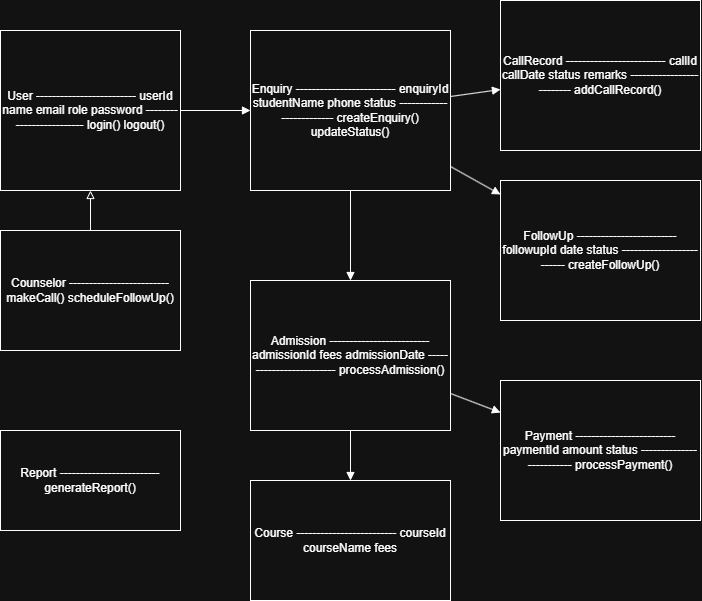 User ------------------------- userId
name email role password --------
----------------- login() logout()
Enquiry ------------------------- enquiryId
studentName phone status ------------
------------- createEnquiry()
updateStatus()
CallRecord ------------------------- callId
callDate status remarks -----------------
-------- addCallRecord()
FollowUp -------------------------
followupId date status -------------------
------ createFollowUp()
Counselor -------------------------
makeCall() scheduleFollowUp()
Admission -------------------------
admissionId fees admissionDate -----
-------------------- processAdmission()
Payment -------------------------
paymentId amount status --------------
----------- processPayment()
Report -------------------------
generateReport()
Course ------------------------- courseId
courseName fees